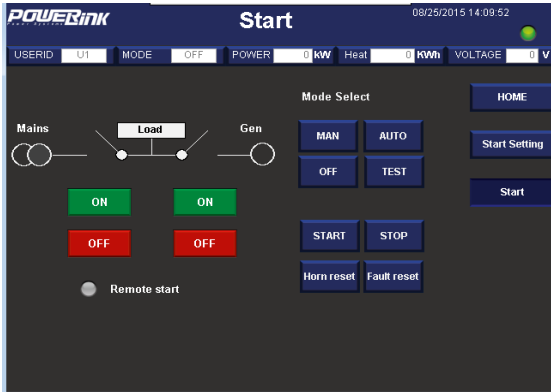 POWERlink Start 08/25/2015 14:09:52
Power Systems
USERID U1 MODE OFF POWER 0 kW Heat 0 KWh VOLTAGE 0 V
Mode Select HOME
Mains Load Gen MAN AUTO
Start Setting
OFF TEST
ON ON Start
OFF OFF START STOP
Remote start Horn reset Fault reset